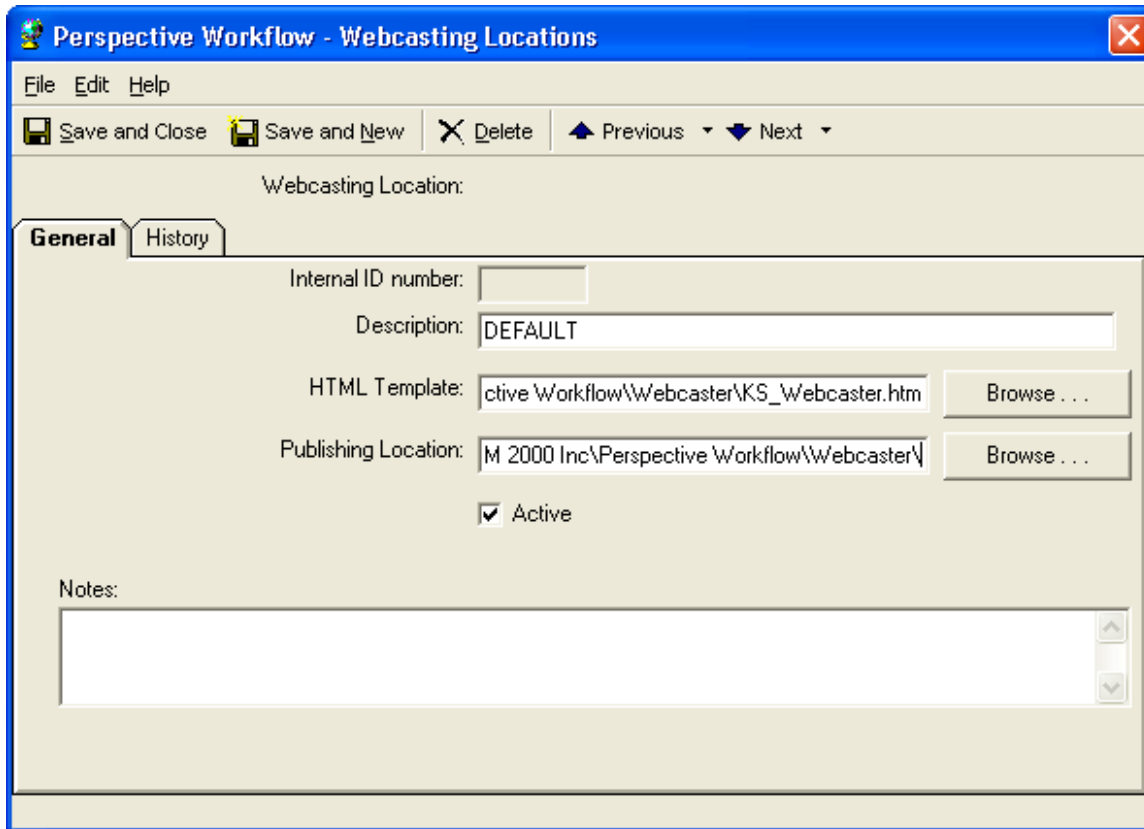 Perspective Workflow - Webcasting Locations
File Edit Help
Save and Close Save and New Delete Previous Next
Webcasting Location:
General History
Internal ID number:
Description: DEFAULT
HTML Template: ctive Workflow\Webcaster\KS_Webcaster.htm Browse . . .
Publishing Location: M 2000 Inc\Perspective Workflow\Webcaster\ Browse . . .
Active
Notes: